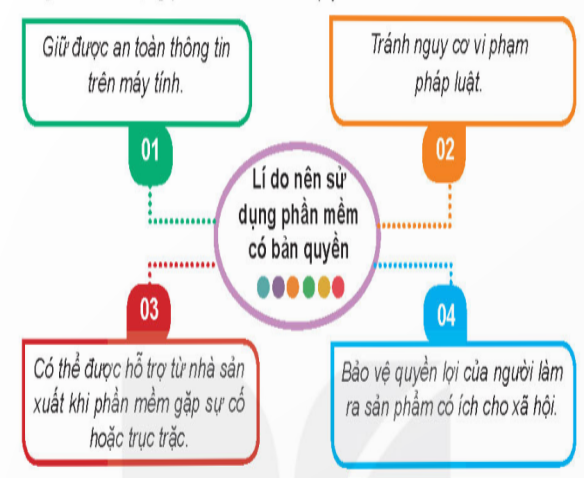 Giữ được an toàn thông tin
trên máy tính.
01
Tránh nguy cơ vi phạm
pháp luật.
02
Lí do nên sử
dụng phần mềm
có bản quyền
03
Có thể được hỗ trợ từ nhà sản
xuất khi phần mềm gặp sự cố
hoặc trục trặc.
04
Bảo vệ quyền lợi của người làm
ra sản phẩm có ích cho xã hội.